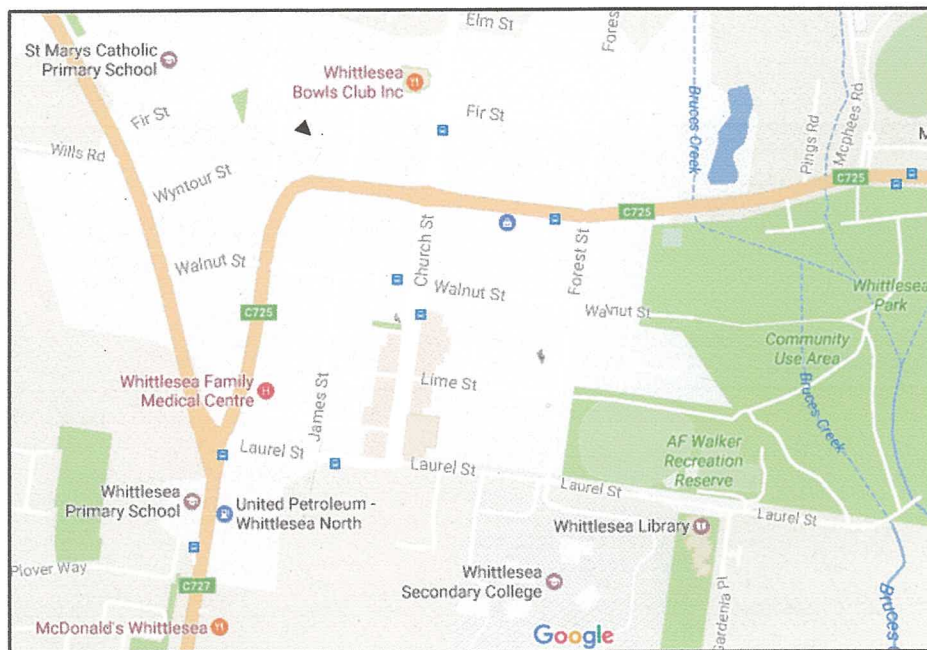 Elm St
Fores
St Marys Catholic
Primary School
Whittlesea
Bowls Club Inc
Fir St
Fir St
Bruces Creek
Pings Rd
Mcphees Rd
M
Wills Rd
Wyntour St
C725
C725
Church St
Forest St
Walnut St
Walnut St
Walnut St
Whittlesea
Park
C725
Community
Use Area
Whittlesea Family
Medical Centre
H
James St
Lime St
Bruces Creek
Laurel St
Laurel St
AF Walker
Recreation
Reserve
Laurel St
Laurel St
Whittlesea
Primary School
United Petroleum -
Whittlesea North
Whittlesea Library
Plover Way
Whittlesea
Secondary College
C727
Gardenia Pl
Bruces C
McDonald's Whittlesea
Google